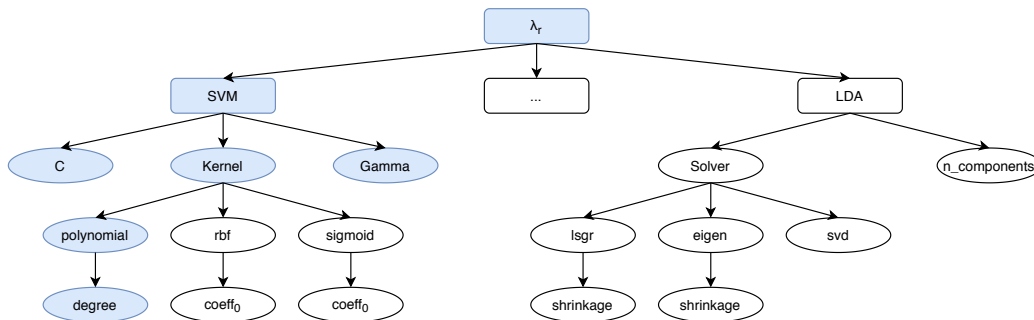 λr
SVM
...
LDA
C
Kernel
Gamma
Solver
n_components
polynomial
rbf
sigmoid
lsgr
eigen
svd
degree
coeff0
coeff0
shrinkage
shrinkage